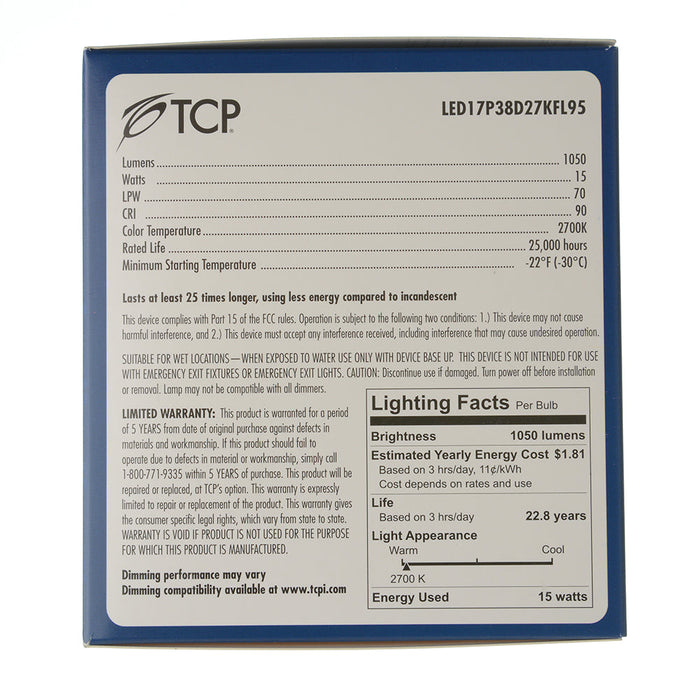 TCP®
LED17P38D27KFL95
Lumens 1050
Watts 15
LPW 70
CRI 90
Color Temperature 2700K
Rated Life 25,000 hours
Minimum Starting Temperature -22°F (-30°C)
Lasts at least 25 times longer, using less energy compared to incandescent
This device complies with Part 15 of the FCC rules. Operation is subject to the following two conditions: 1.) This device may not cause
harmful interference, and 2.) This device must accept any interference received, including interference that may cause undesired operation.
SUITABLE FOR WET LOCATIONS—WHEN EXPOSED TO WATER USE ONLY WITH DEVICE BASE UP. THIS DEVICE IS NOT INTENDED FOR USE
WITH EMERGENCY EXIT FIXTURES OR EMERGENCY EXIT LIGHTS. CAUTION: Discontinue use if damaged. Turn power off before installation
or removal. Lamp may not be compatible with all dimmers.
LIMITED WARRANTY: This product is warranted for a period
of 5 YEARS from date of original purchase against defects in
materials and workmanship. If this product should fail to
operate due to defects in material or workmanship, simply call
1-800-771-9335 within 5 YEARS of purchase. This product will be
repaired or replaced, at TCP's option. This warranty is expressly
limited to repair or replacement of the product. This warranty gives
the consumer specific legal rights, which vary from state to state.
WARRANTY IS VOID IF PRODUCT IS NOT USED FOR THE PURPOSE
FOR WHICH THIS PRODUCT IS MANUFACTURED.
Dimming performance may vary
Dimming compatibility available at www.tcpi.com
Lighting Facts Per Bulb
Brightness 1050 lumens
Estimated Yearly Energy Cost $1.81
Based on 3 hrs/day, 11¢/kWh
Cost depends on rates and use
Life
Based on 3 hrs/day 22.8 years
Light Appearance
Warm Cool
2700 K
Energy Used 15 watts